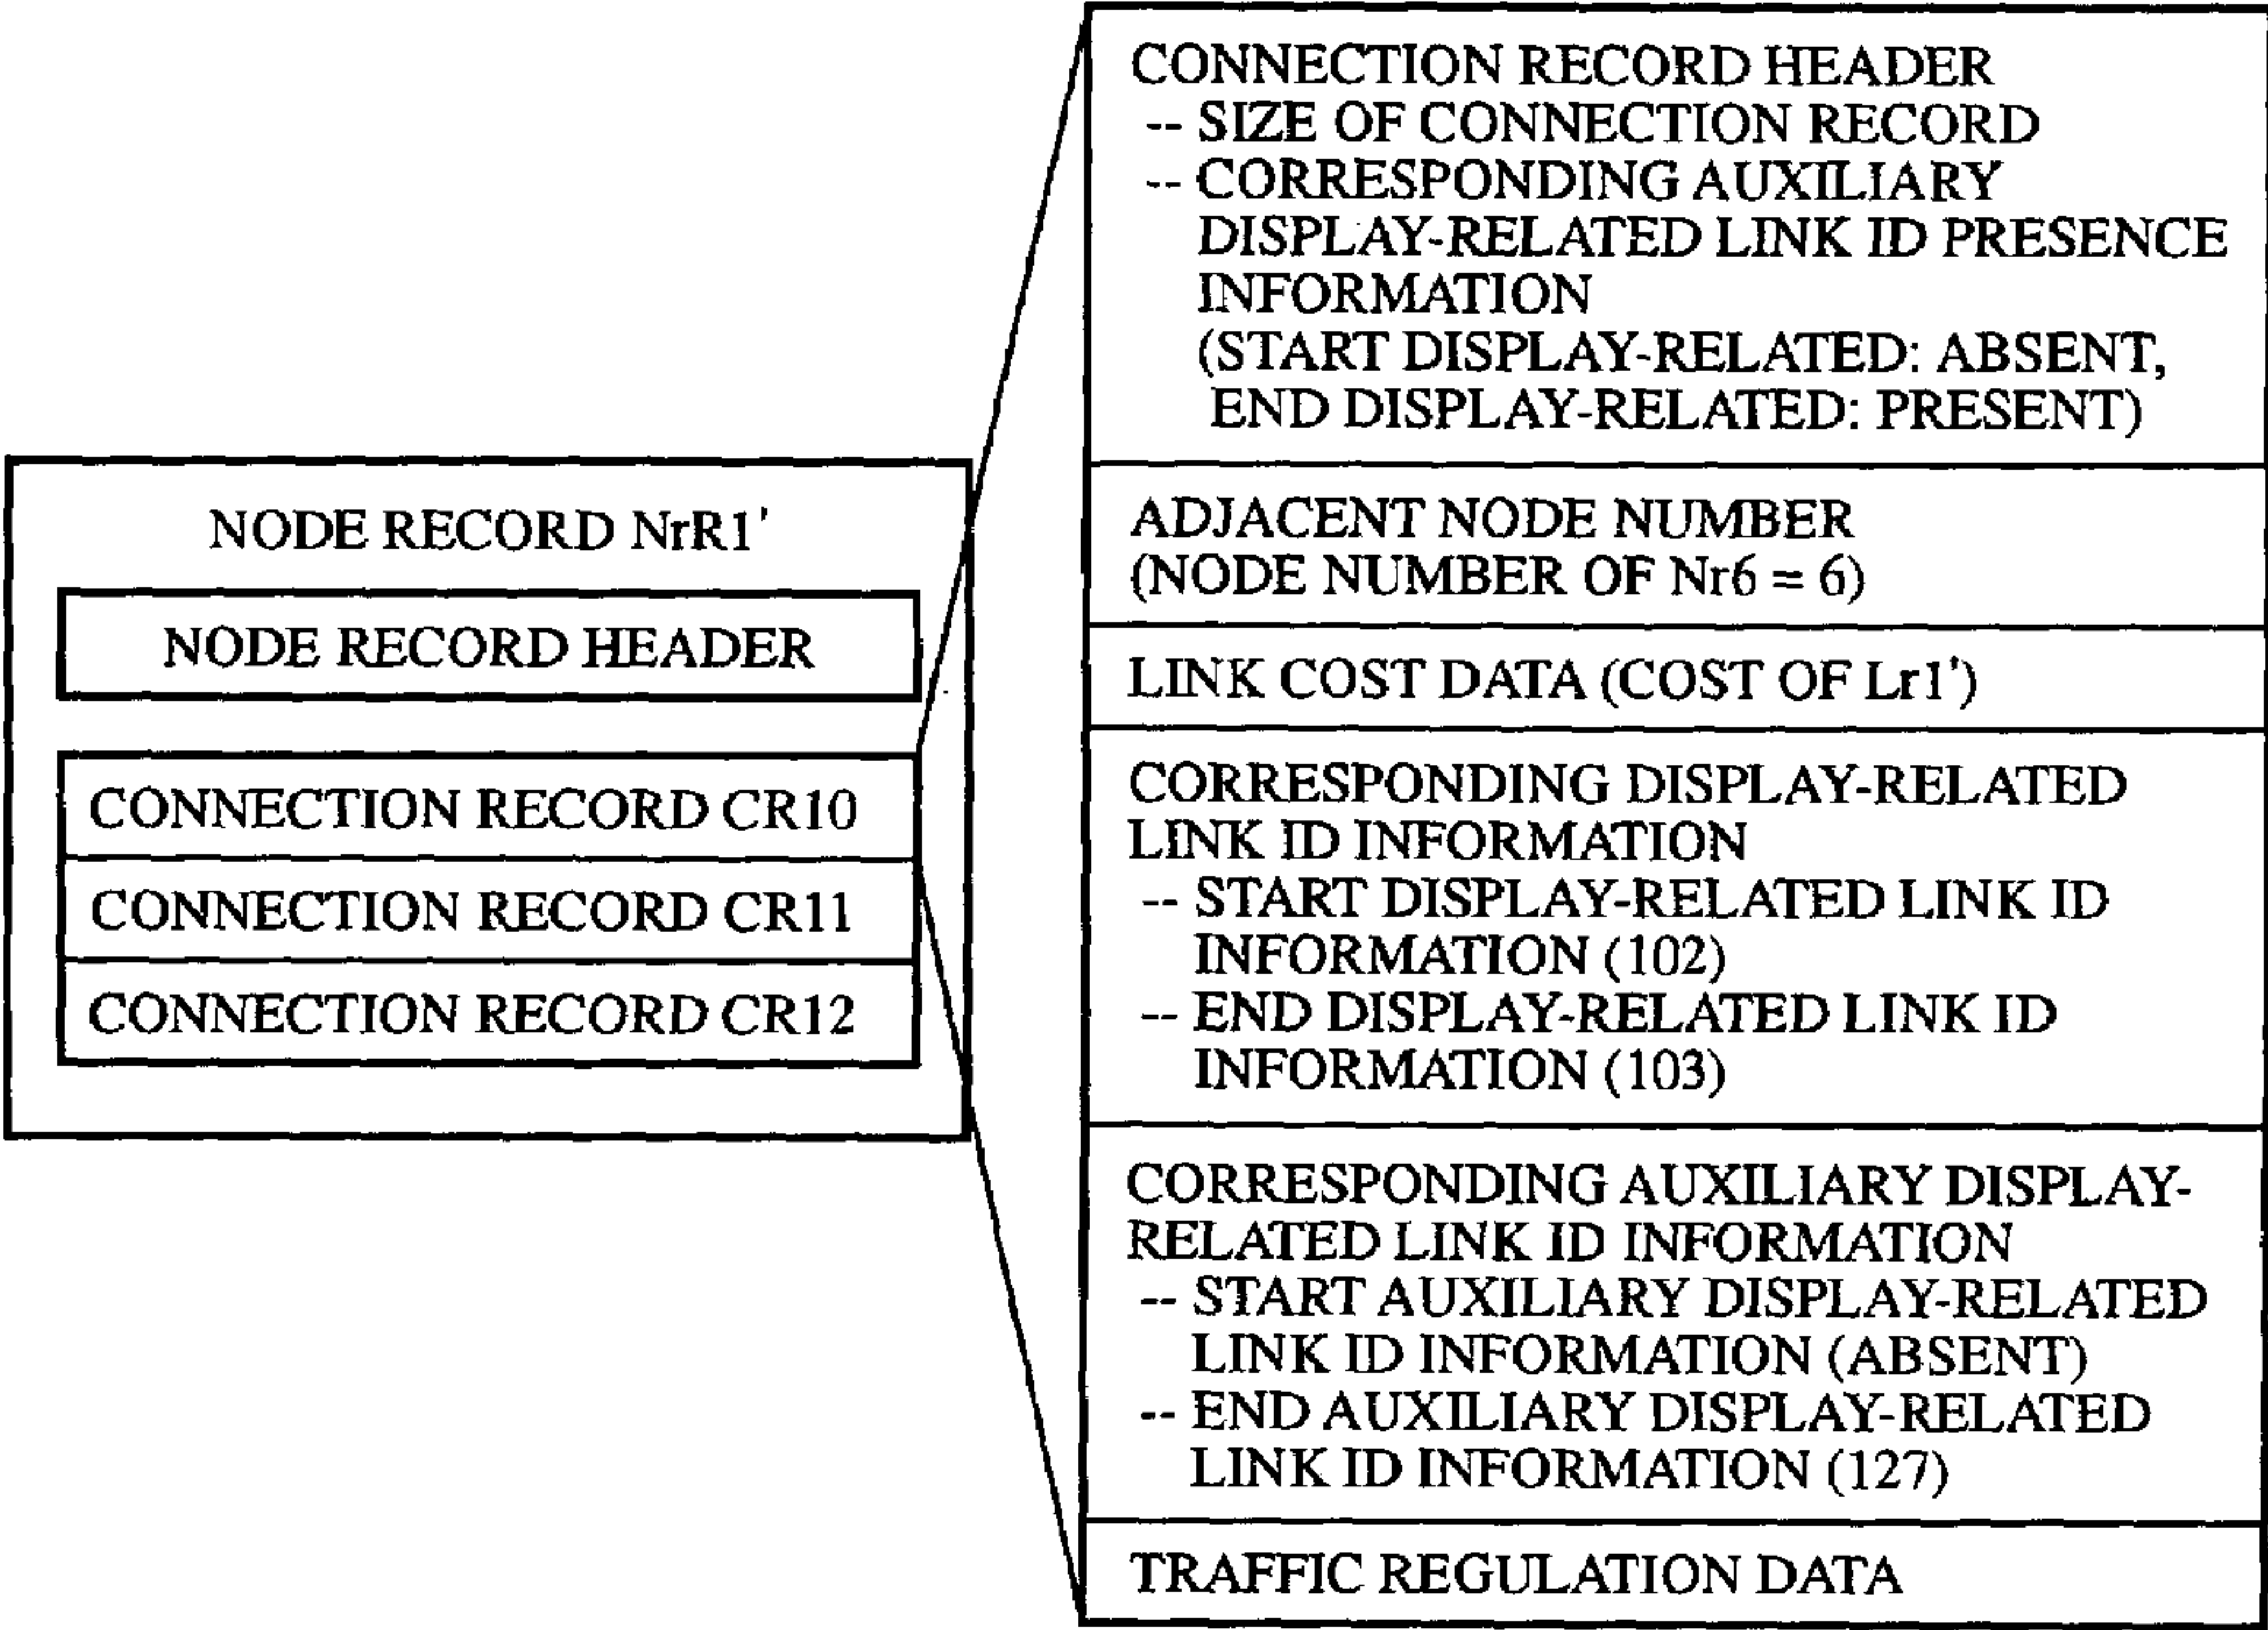 NODE RECORD NrR1'
NODE RECORD HEADER
CONNECTION RECORD CR10
CONNECTION RECORD CR11
CONNECTION RECORD CR12
CONNECTION RECORD HEADER
-- SIZE OF CONNECTION RECORD
-- CORRESPONDING AUXILIARY
DISPLAY-RELATED LINK ID PRESENCE
INFORMATION
(START DISPLAY-RELATED: ABSENT,
END DISPLAY-RELATED: PRESENT)
ADJACENT NODE NUMBER
(NODE NUMBER OF Nr6 = 6)
LINK COST DATA (COST OF Lr1')
CORRESPONDING DISPLAY-RELATED
LINK ID INFORMATION
-- START DISPLAY-RELATED LINK ID
INFORMATION (102)
-- END DISPLAY-RELATED LINK ID
INFORMATION (103)
CORRESPONDING AUXILIARY DISPLAY-
RELATED LINK ID INFORMATION
-- START AUXILIARY DISPLAY-RELATED
LINK ID INFORMATION (ABSENT)
-- END AUXILIARY DISPLAY-RELATED
LINK ID INFORMATION (127)
TRAFFIC REGULATION DATA